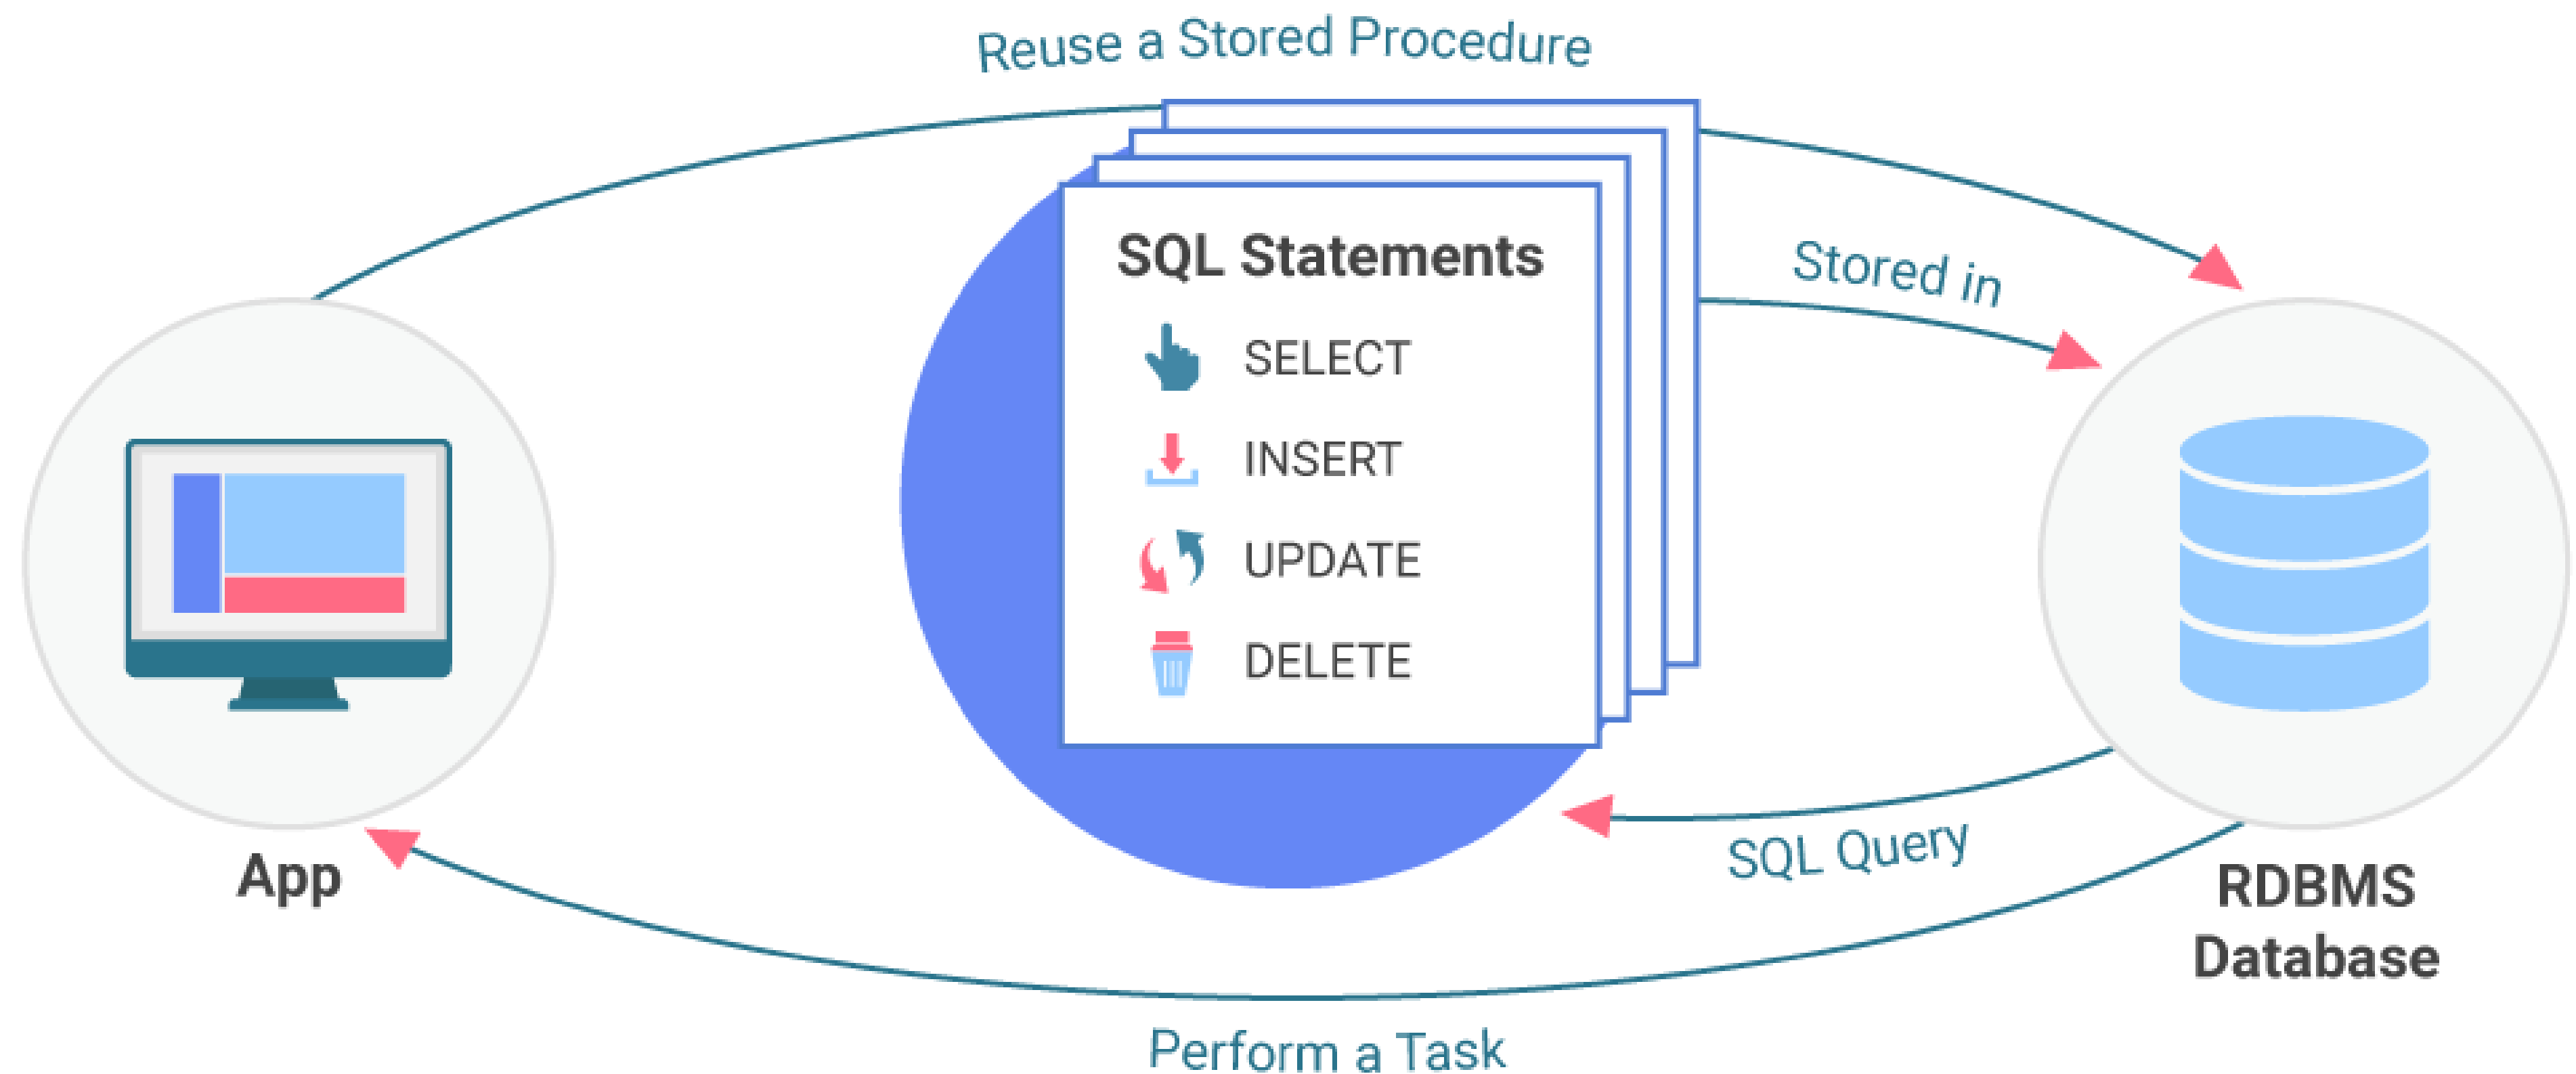 Reuse a Stored Procedure
SQL Statements
SELECT
INSERT
UPDATE
DELETE
Stored in
SQL Query
App
RDBMS
Database
Perform a Task